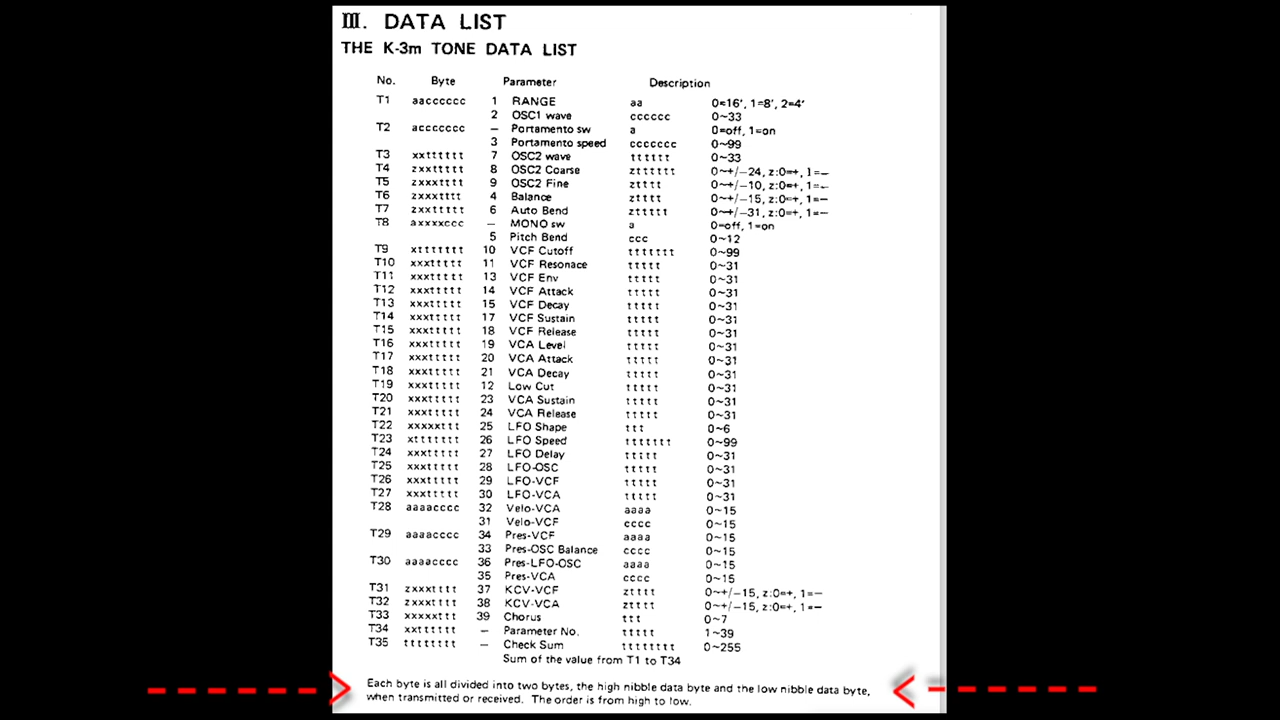 III. DATA LIST
THE K-3m TONE DATA LIST
No. Byte Parameter Description
T1 aacccccc 1 RANGE aa 0=16', 1=8', 2=4'
2 OSC1 wave cccccc 0~33
T2 accccccc – Portamento sw a 0=off, 1=on
3 Portamento speed ccccccc 0~99
T3 xxtttttt 7 OSC2 wave tttttt 0~33
T4 zxxttttt 8 OSC2 Coarse ztttttt 0~+/–24, z:0=+, 1=–
T5 zxxxtttt 9 OSC2 Fine ztttt 0~+/–10, z:0=+, 1=–
T6 zxxxtttt 4 Balance ztttt 0~+/–15, z:0=+, 1=–
T7 zxxttttt 6 Auto Bend zttttt 0~+/–31, z:0=+, 1=–
T8 axxxxccc – MONO sw a 0=off, 1=on
5 Pitch Bend ccc 0~12
T9 xttttttt 10 VCF Cutoff ttttttt 0~99
T10 xxxttttt 11 VCF Resonace ttttt 0~31
T11 xxxttttt 13 VCF Env ttttt 0~31
T12 xxxttttt 14 VCF Attack ttttt 0~31
T13 xxxttttt 15 VCF Decay ttttt 0~31
T14 xxxttttt 17 VCF Sustain ttttt 0~31
T15 xxxttttt 18 VCF Release ttttt 0~31
T16 xxxttttt 19 VCA Level ttttt 0~31
T17 xxxttttt 20 VCA Attack ttttt 0~31
T18 xxxttttt 21 VCA Decay ttttt 0~31
T19 xxxttttt 12 Low Cut ttttt 0~31
T20 xxxttttt 23 VCA Sustain ttttt 0~31
T21 xxxttttt 24 VCA Release ttttt 0~31
T22 xxxxxttt 25 LFO Shape ttt 0~6
T23 xttttttt 26 LFO Speed ttttttt 0~99
T24 xxxttttt 27 LFO Delay ttttt 0~31
T25 xxxttttt 28 LFO-OSC ttttt 0~31
T26 xxxttttt 29 LFO-VCF ttttt 0~31
T27 xxxttttt 30 LFO-VCA ttttt 0~31
T28 aaaacccc 32 Velo-VCA aaaa 0~15
31 Velo-VCF cccc 0~15
T29 aaaacccc 34 Pres-VCF aaaa 0~15
33 Pres-OSC Balance cccc 0~15
T30 aaaacccc 36 Pres-LFO-OSC aaaa 0~15
35 Pres-VCA cccc 0~15
T31 zxxxtttt 37 KCV-VCF ztttt 0~+/–15, z:0=+, 1=–
T32 zxxxtttt 38 KCV-VCA ztttt 0~+/–15, z:0=+, 1=–
T33 xxxxxttt 39 Chorus ttt 0~7
T34 xxtttttt – Parameter No. ttttt 1~39
T35 tttttttt – Check Sum tttttttt 0~255
Sum of the value from T1 to T34
Each byte is all divided into two bytes, the high nibble data byte and the low nibble data byte,
when transmitted or received. The order is from high to low.